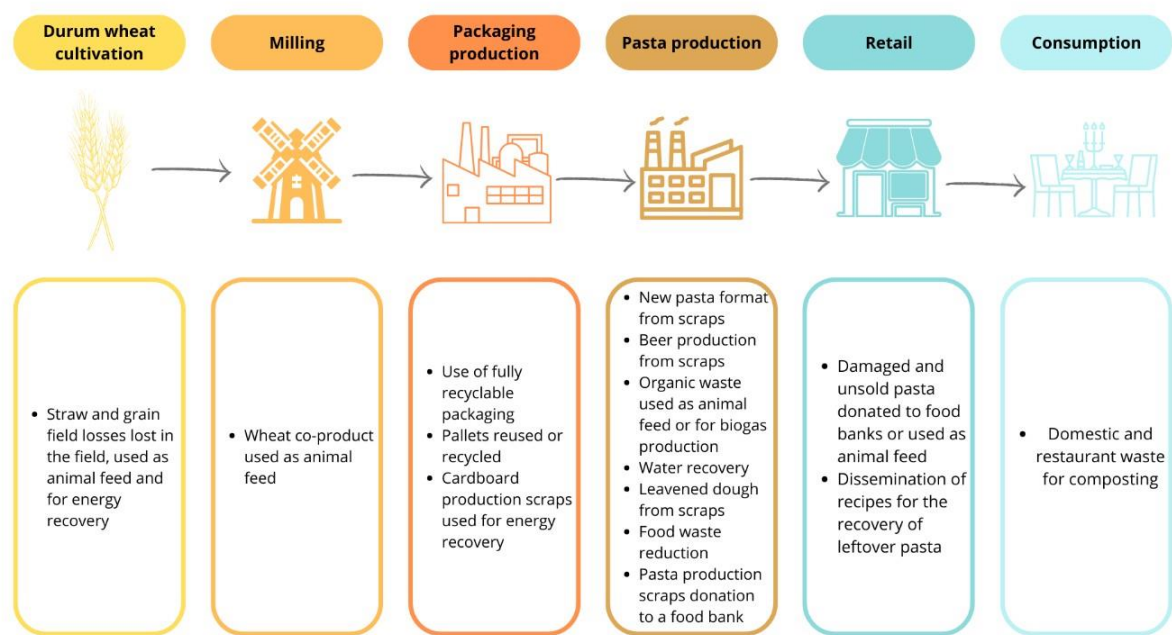 Durum wheat
cultivation
Milling
Packaging
production
Pasta production
Retail
Consumption
• Straw and grain
field losses lost in
the field, used as
animal feed and
for energy
recovery
• Wheat co-product
used as animal
feed
• Use of fully
recyclable
packaging
• Pallets reused or
recycled
• Cardboard
production scraps
used for energy
recovery
• New pasta format
from scraps
• Beer production
from scraps
• Organic waste
used as animal
feed or for biogas
production
• Water recovery
• Leavened dough
from scraps
• Food waste
reduction
• Pasta production
scraps donation
to a food bank
• Damaged and
unsold pasta
donated to food
banks or used as
animal feed
• Dissemination of
recipes for the
recovery of
leftover pasta
• Domestic and
restaurant waste
for composting